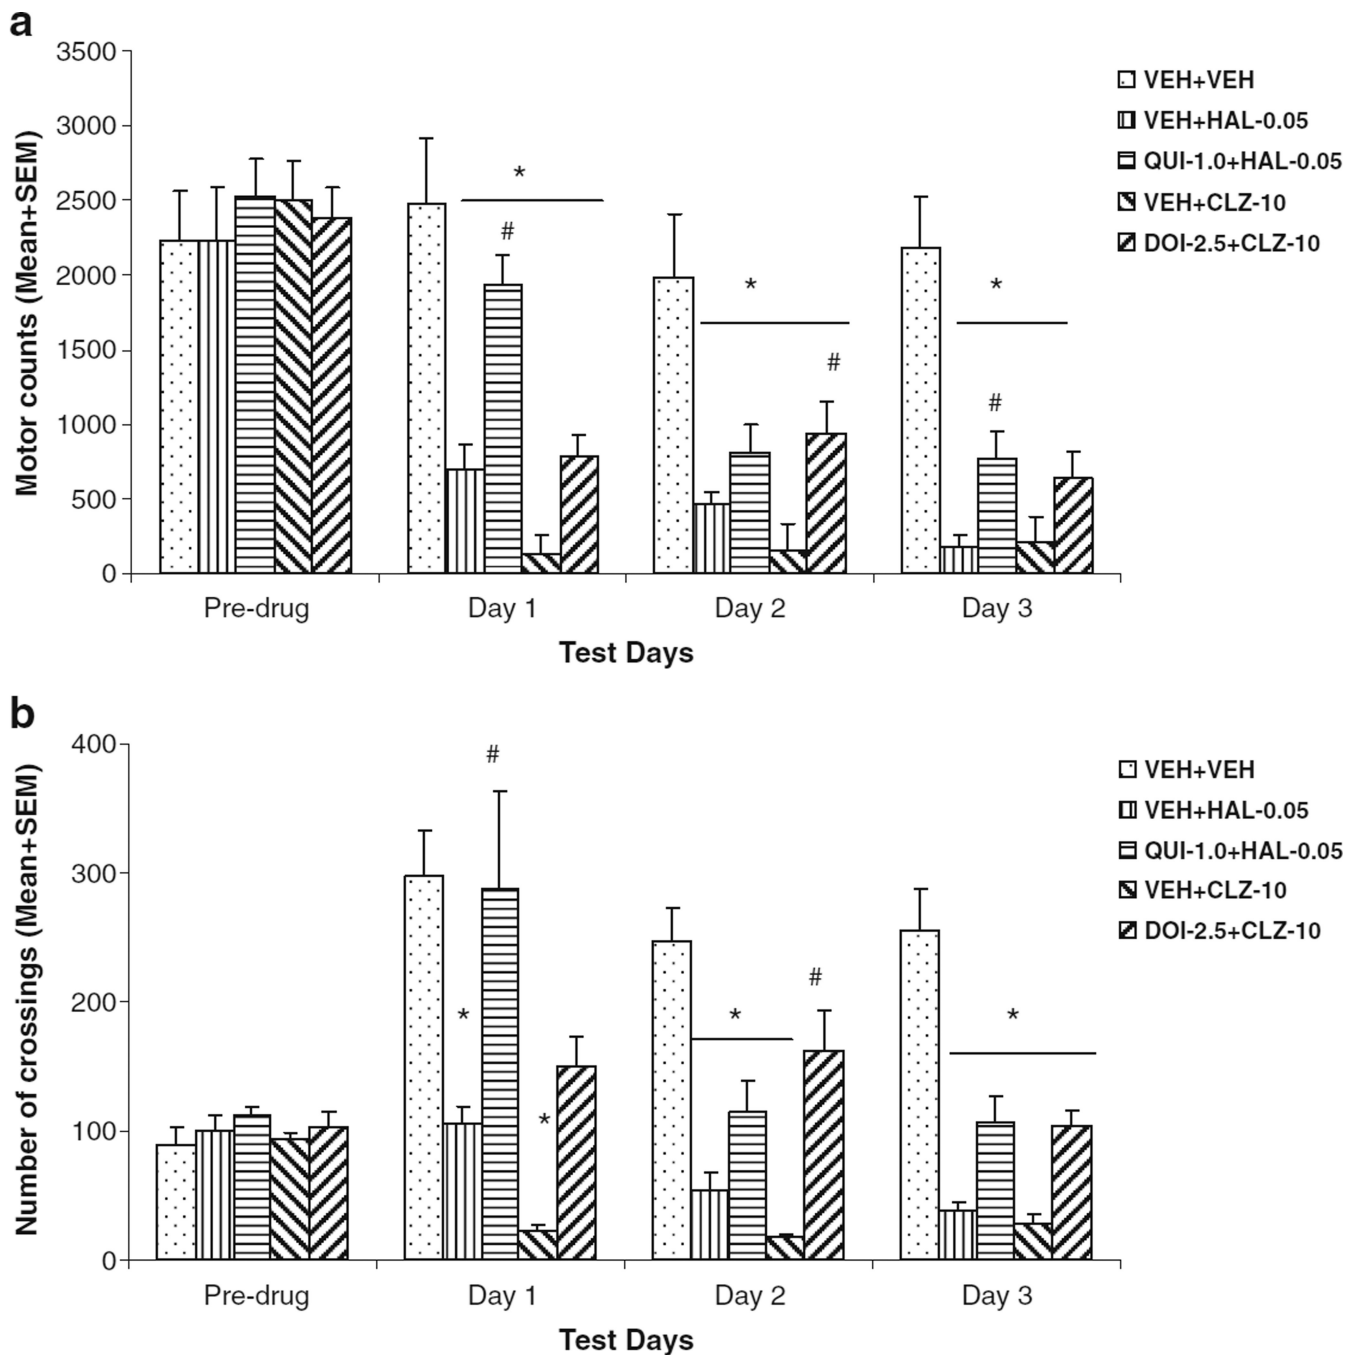 a
3500
3000
2500
2000
1500
1000
500
0
Motor counts (Mean+SEM)
*
#
*
#
*
#
Pre-drug
Day 1
Day 2
Day 3
Test Days
VEH+VEH
VEH+HAL-0.05
QUI-1.0+HAL-0.05
VEH+CLZ-10
DOI-2.5+CLZ-10
b
400
300
200
100
0
Number of crossings (Mean+SEM)
#
*
*
*
#
*
Pre-drug
Day 1
Day 2
Day 3
Test Days
VEH+VEH
VEH+HAL-0.05
QUI-1.0+HAL-0.05
VEH+CLZ-10
DOI-2.5+CLZ-10